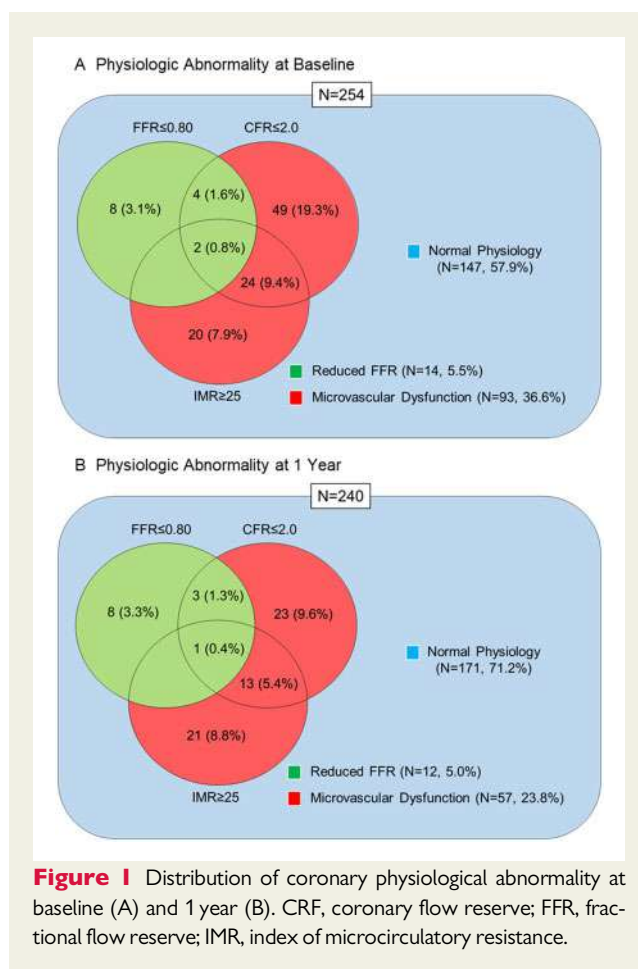 A Physiologic Abnormality at Baseline
N=254
FFR≤0.80
CFR≤2.0
8 (3.1%)
4 (1.6%)
49 (19.3%)
2 (0.8%)
24 (9.4%)
20 (7.9%)
IMR≥25
Normal Physiology
(N=147, 57.9%)
Reduced FFR (N=14, 5.5%)
Microvascular Dysfunction (N=93, 36.6%)
B Physiologic Abnormality at 1 Year
N=240
FFR≤0.80
CFR≤2.0
8 (3.3%)
3 (1.3%)
23 (9.6%)
1 (0.4%)
13 (5.4%)
21 (8.8%)
IMR≥25
Normal Physiology
(N=171, 71.2%)
Reduced FFR (N=12, 5.0%)
Microvascular Dysfunction (N=57, 23.8%)
Figure 1 Distribution of coronary physiological abnormality at
baseline (A) and 1 year (B). CRF, coronary flow reserve; FFR, frac-
tional flow reserve; IMR, index of microcirculatory resistance.